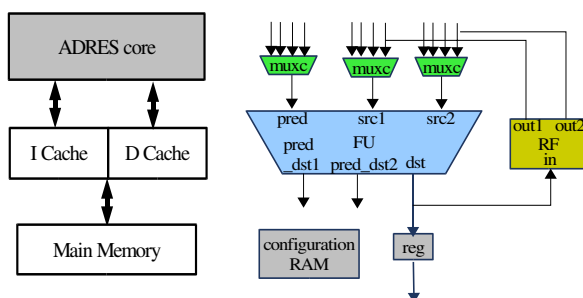 ADRES core
I Cache
D Cache
Main Memory
muxc
muxc
muxc
pred
src1
src2
pred
_dst1
FU
pred_dst2
dst
out1
out2
RF
in
configuration
RAM
reg